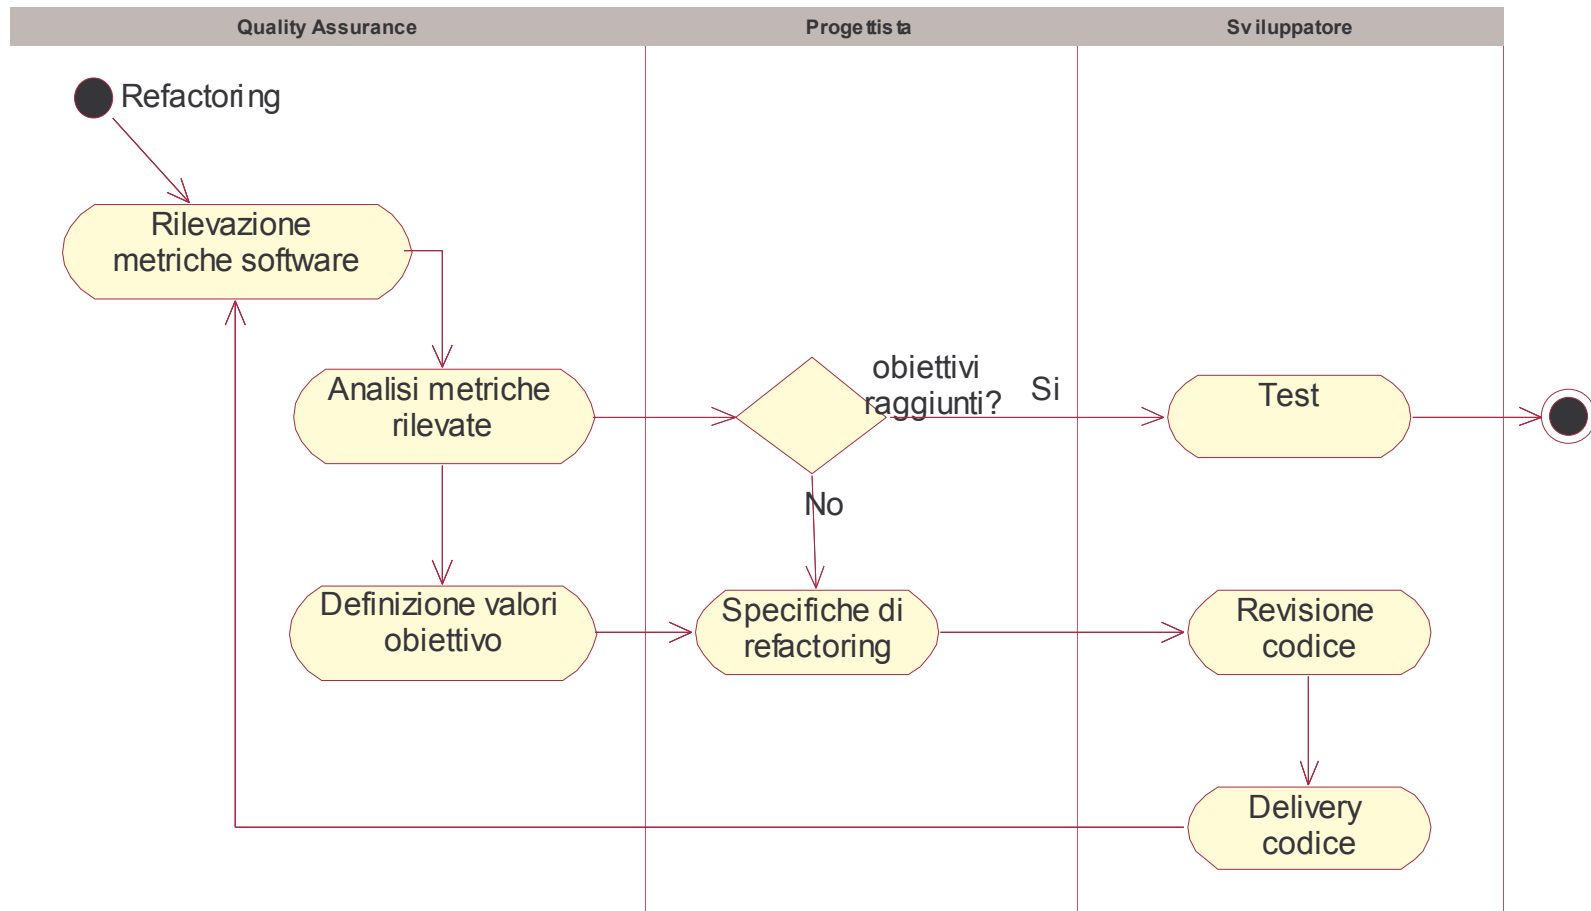 Quality Assurance
Progettista
Sviluppatore
Refactoring
Rilevazione
metriche software
Analisi metriche
rilevate
obiettivi
raggiunti?
Si
Test
No
Definizione valori
obiettivo
Specifiche di
refactoring
Revisione
codice
Delivery
codice